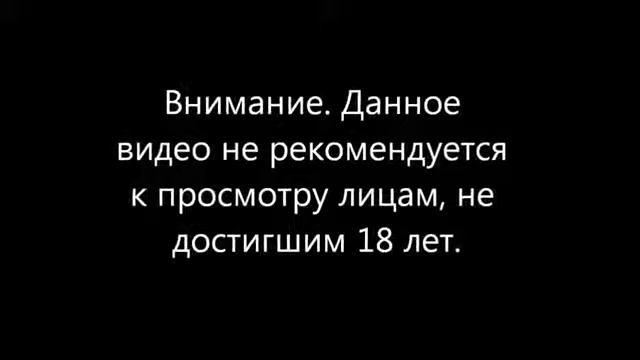 Внимание. Данное
видео не рекомендуется
к просмотру лицам, не
достигшим 18 лет.